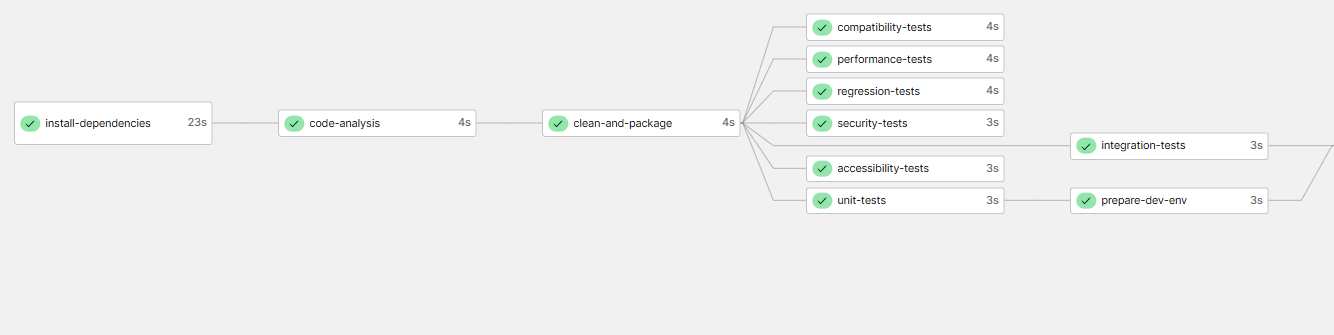 install-dependencies 23s
code-analysis 4s
clean-and-package 4s
compatibility-tests 4s
performance-tests 4s
regression-tests 4s
security-tests 3s
accessibility-tests 3s
unit-tests 3s
integration-tests 3s
prepare-dev-env 3s